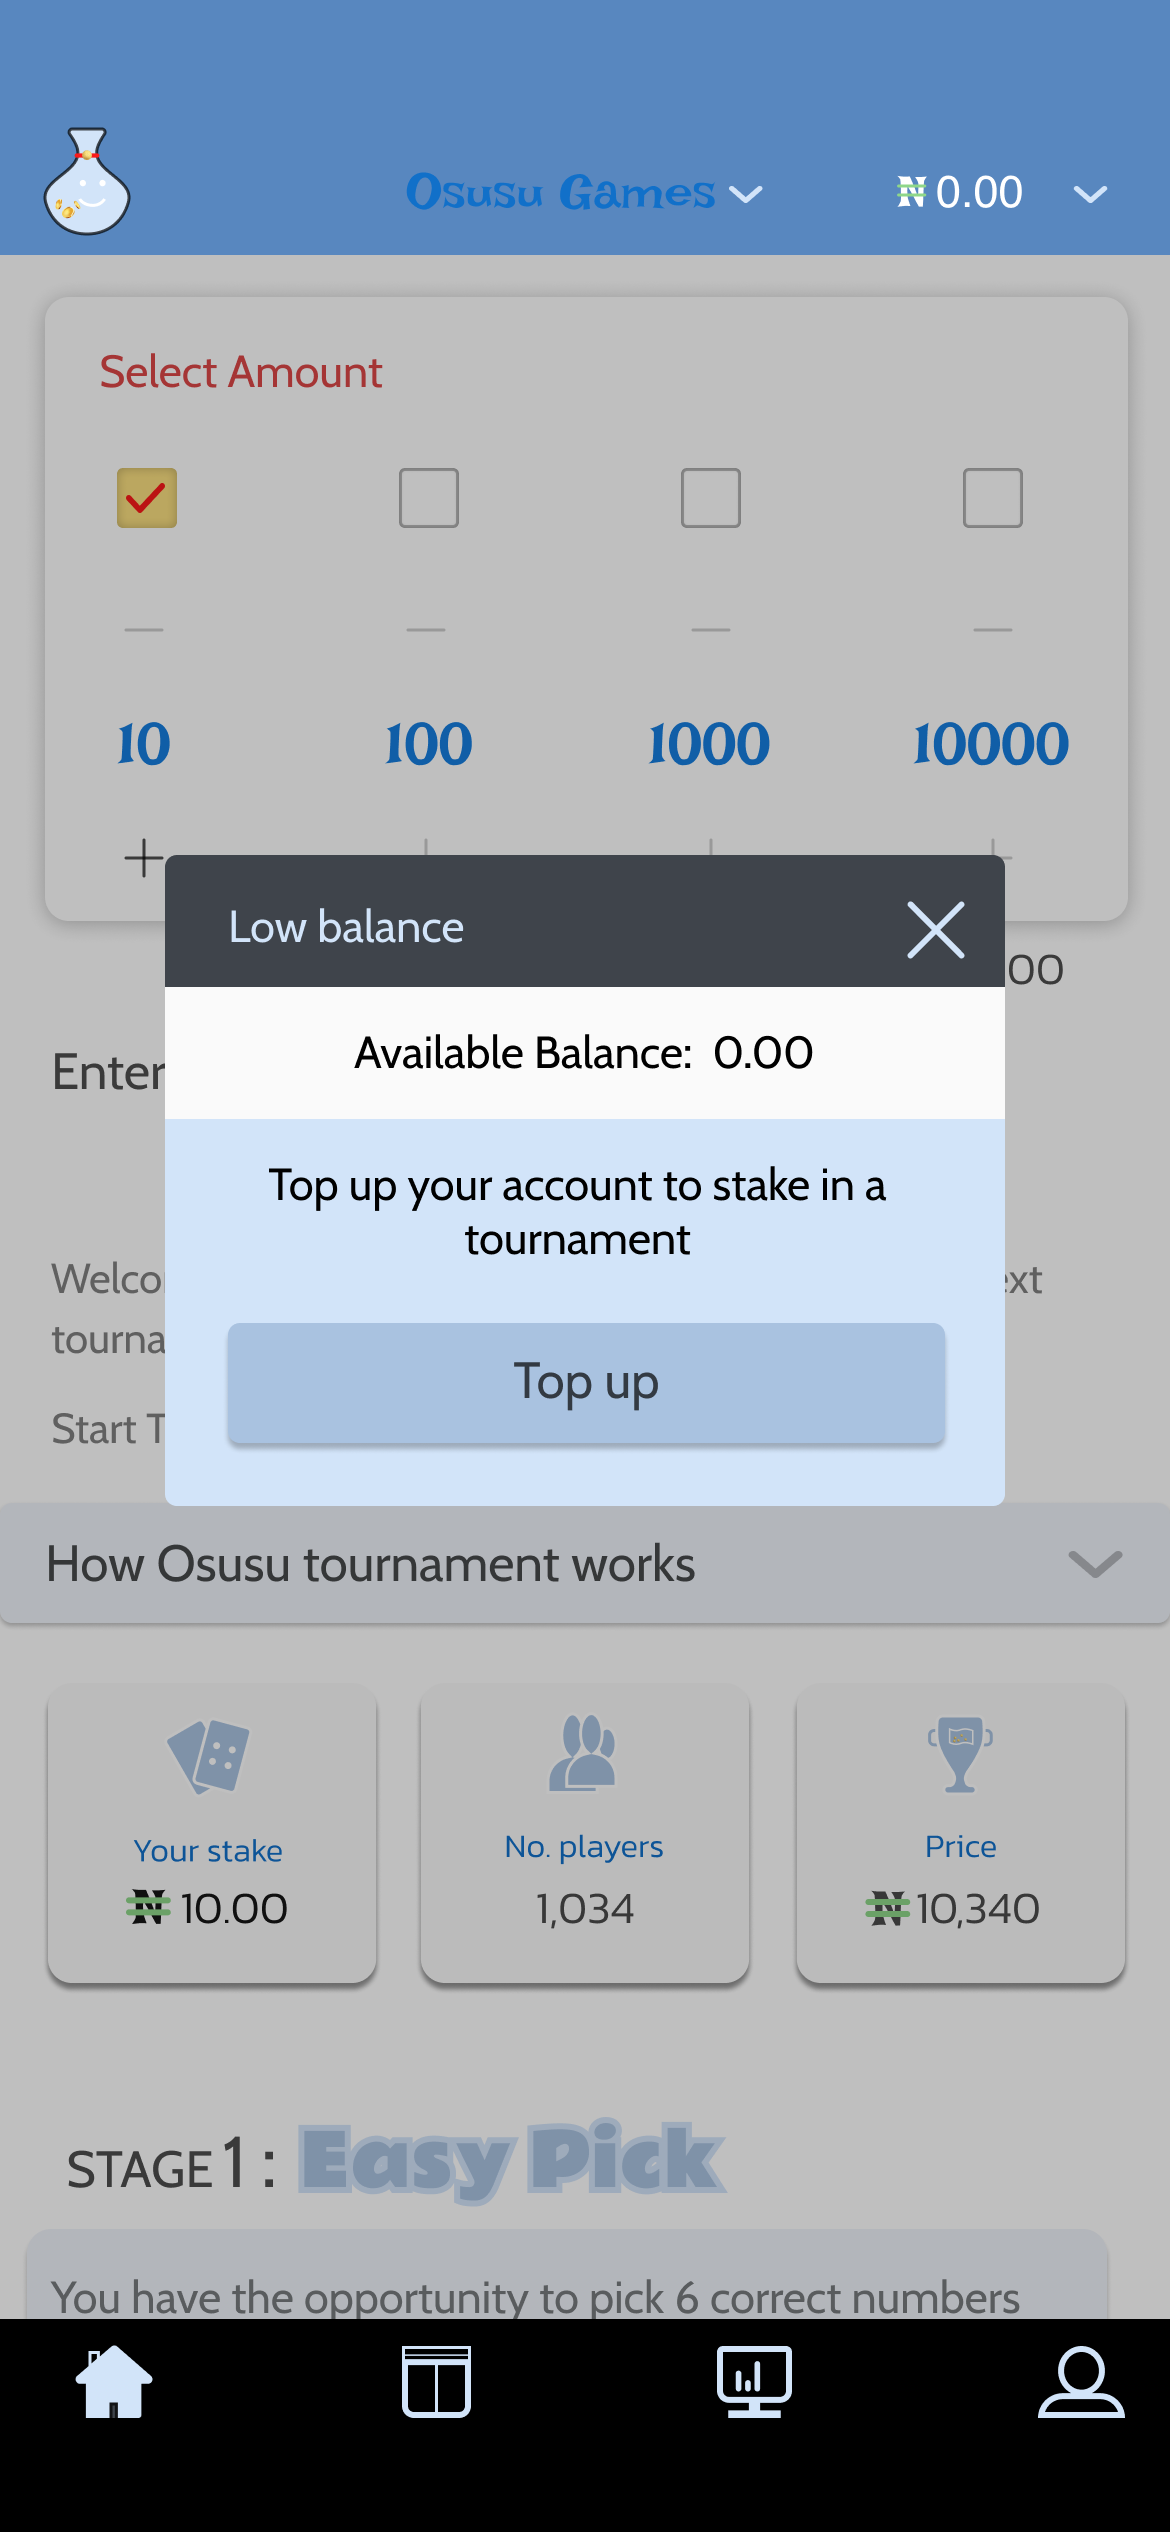 Osusu Games
₦ 0.00
Select Amount
10 100 1000 10000
00
Low balance
Available Balance: 0.00
Enter
Top up your account to stake in a
tournament
Top up
Start T
How Osusu tournament works
Your stake
₦ 10.00
No. players
1,034
Price
₦ 10,340
STAGE 1 : Easy Pick
You have the opportunity to pick 6 correct numbers